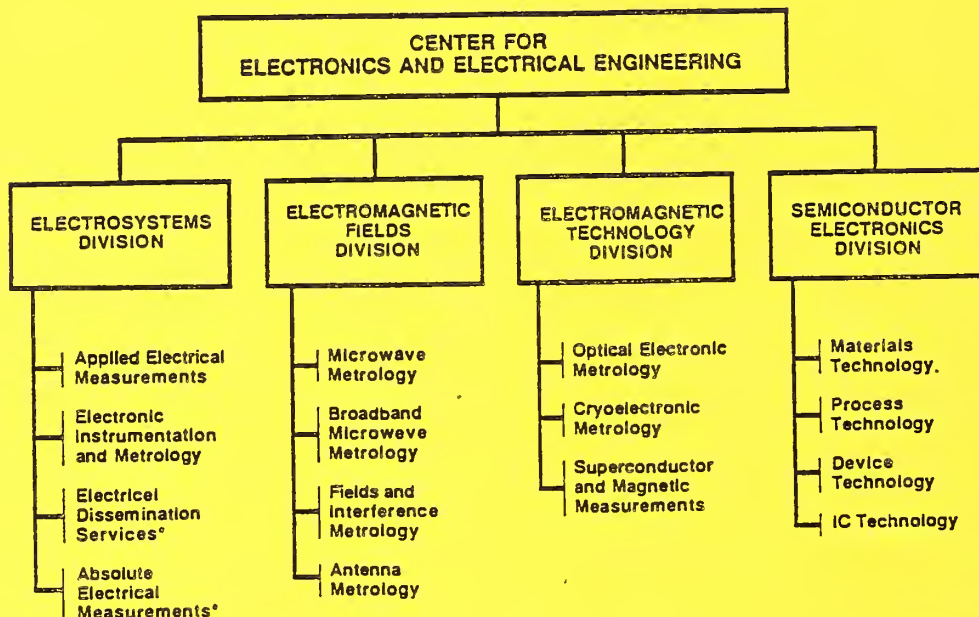 CENTER FOR
ELECTRONICS AND ELECTRICAL ENGINEERING
ELECTROSYSTEMS
DIVISION
Applied Electrical
Measurements
Electronic
Instrumentation
and Metrology
Electricel
Dissemination
Services°
Absolute
Electrical
Measurements°
ELECTROMAGNETIC
FIELDS
DIVISION
Microwave
Metrology
Broadband
Microweve
Metrology
Fields and
Interference
Metrology
Antenna
Metrology
ELECTROMAGNETIC
TECHNOLOGY
DIVISION
Optical Electronic
Metrology
Cryoelectronic
Metrology
Superconductor
and Magnetic
Measurements
SEMICONDUCTOR
ELECTRONICS
DIVISION
Materials
Technology.
Process
Technology
Device
Technology
IC Technology